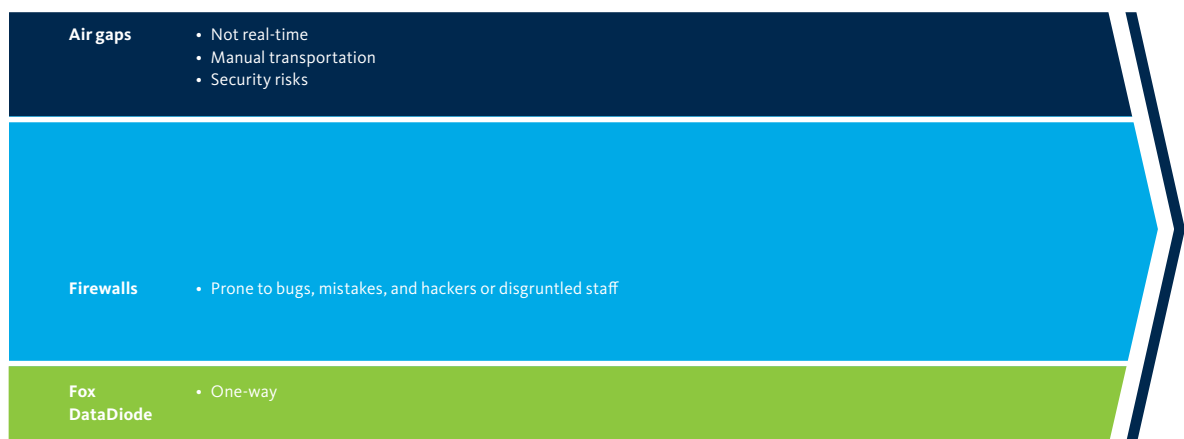 Air gaps • Not real-time
• Manual transportation
• Security risks
Firewalls • Prone to bugs, mistakes, and hackers or disgruntled staff
Fox • One-way
DataDiode